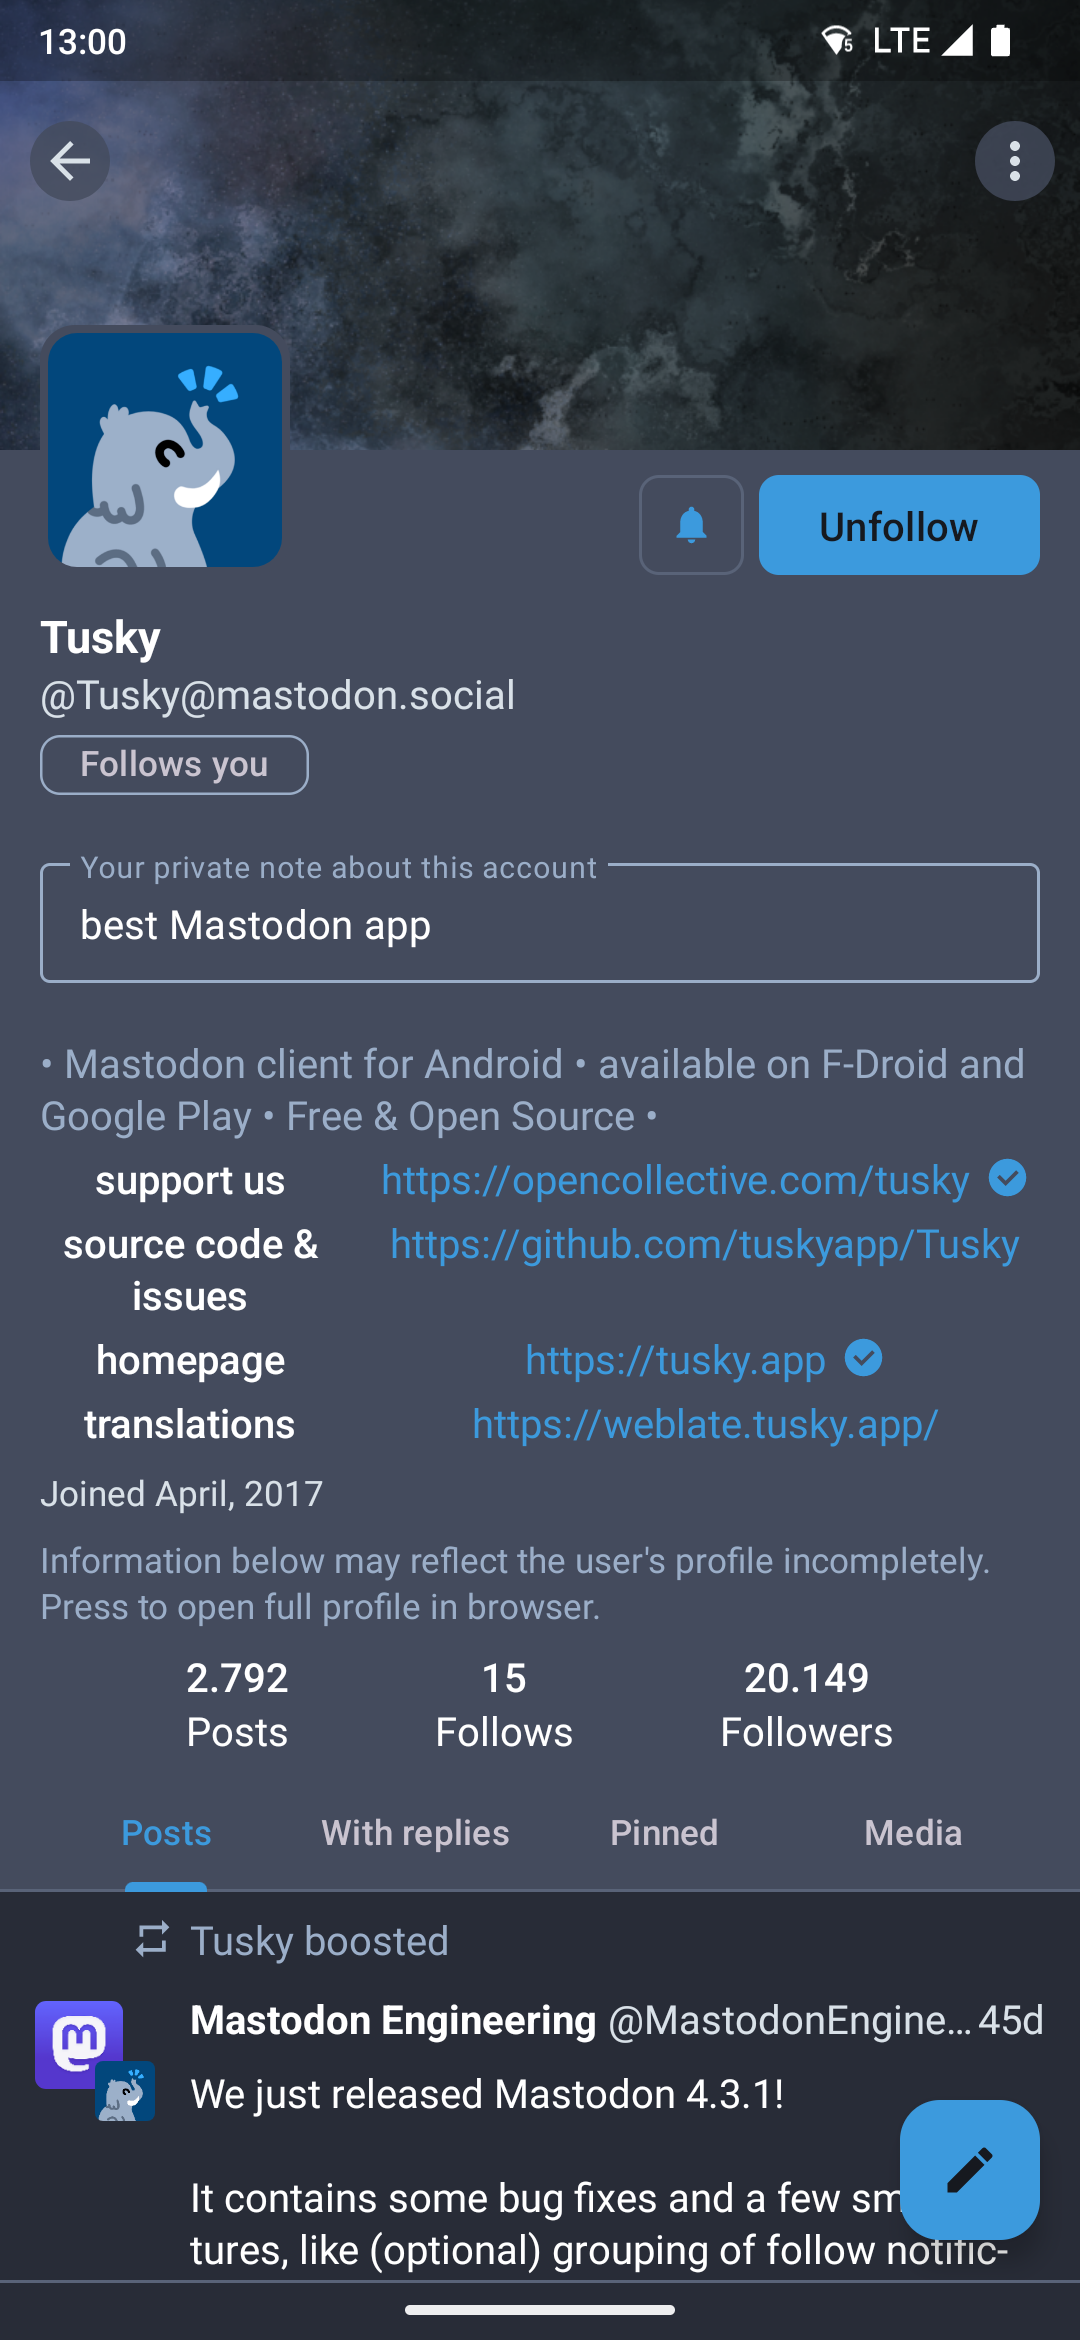 13:00
5 LTE
Unfollow
Tusky
@Tusky@mastodon.social
Follows you
Your private note about this account
best Mastodon app
• Mastodon client for Android • available on F-Droid and
Google Play • Free & Open Source •
support us https://opencollective.com/tusky
source code & https://github.com/tuskyapp/Tusky
issues
homepage https://tusky.app
translations https://weblate.tusky.app/
Joined April, 2017
Information below may reflect the user's profile incompletely.
Press to open full profile in browser.
2.792 15 20.149
Posts Follows Followers
Posts With replies Pinned Media
Tusky boosted
Mastodon Engineering @MastodonEngine… 45d
We just released Mastodon 4.3.1!
It contains some bug fixes and a few
tures, like (optional) grouping of follow notific-